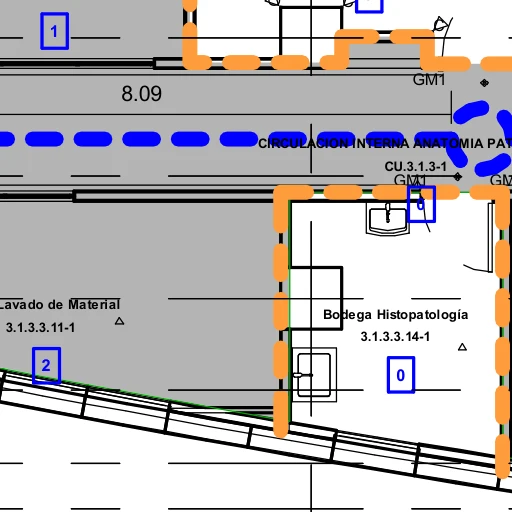 1
GM1
8.09
CIRCULACION INTERNA ANATOMIA PAT
CU.3.1.3-1
GM1
GM
0
Lavado de Material
3.1.3.3.11-1
Bodega Histopatología
3.1.3.3.14-1
2
0